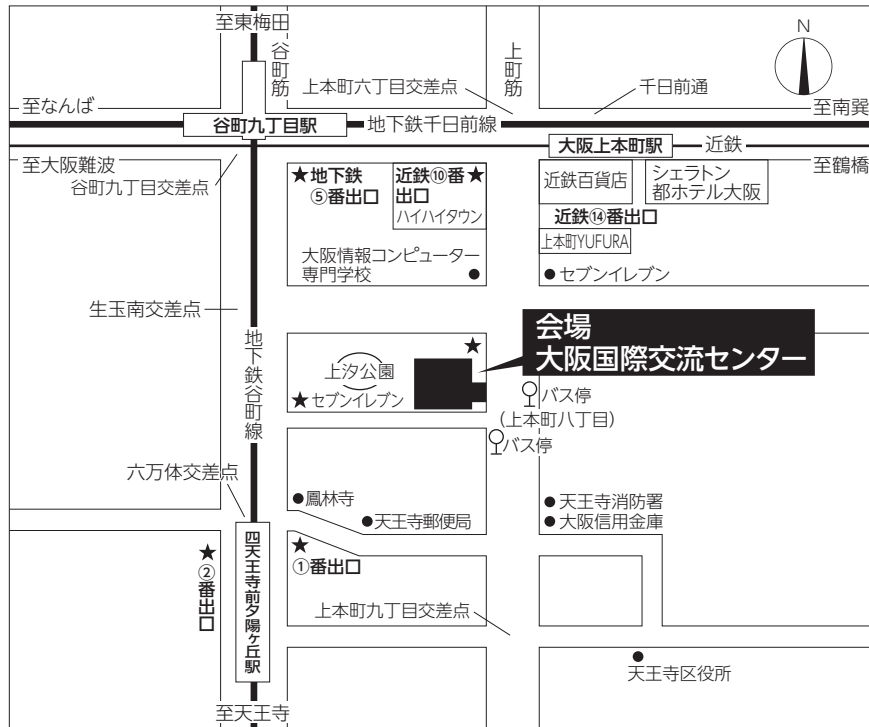 至東梅田
谷町筋
上町筋
N
上本町六丁目交差点
千日前通
至なんば
至南巽
谷町九丁目駅
地下鉄千日前線
大阪上本町駅
近鉄
至大阪難波
至鶴橋
谷町九丁目交差点
★地下鉄
⑤番出口
近鉄⑩番★
出口
ハイハイタウン
近鉄百貨店
シェラトン
都ホテル大阪
近鉄⑭番出口
上本町YUFURA
大阪情報コンピューター
専門学校
●
●セブンイレブン
生玉南交差点
地下鉄谷町線
★
会場
大阪国際交流センター
上汐公園
★セブンイレブン
バス停
(上本町八丁目)
バス停
六万体交差点
●鳳林寺
●天王寺郵便局
●天王寺消防署
●大阪信用金庫
四天王寺前夕陽ヶ丘駅
★
②番出口
★
①番出口
上本町九丁目交差点
●
天王寺区役所
至天王寺